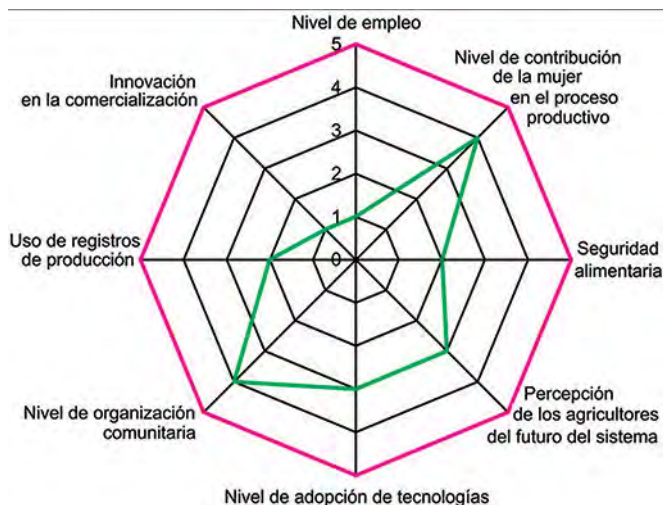 Nivel de empleo
5
4
3
2
1
0
Nivel de contribución
de la mujer
en el proceso
productivo
Seguridad
alimentaria
Percepción
de los agricultores
del futuro del sistema
Nivel de adopción de tecnologías
Nivel de organización
comunitaria
Uso de registros
de producción
Innovación
en la comercialización